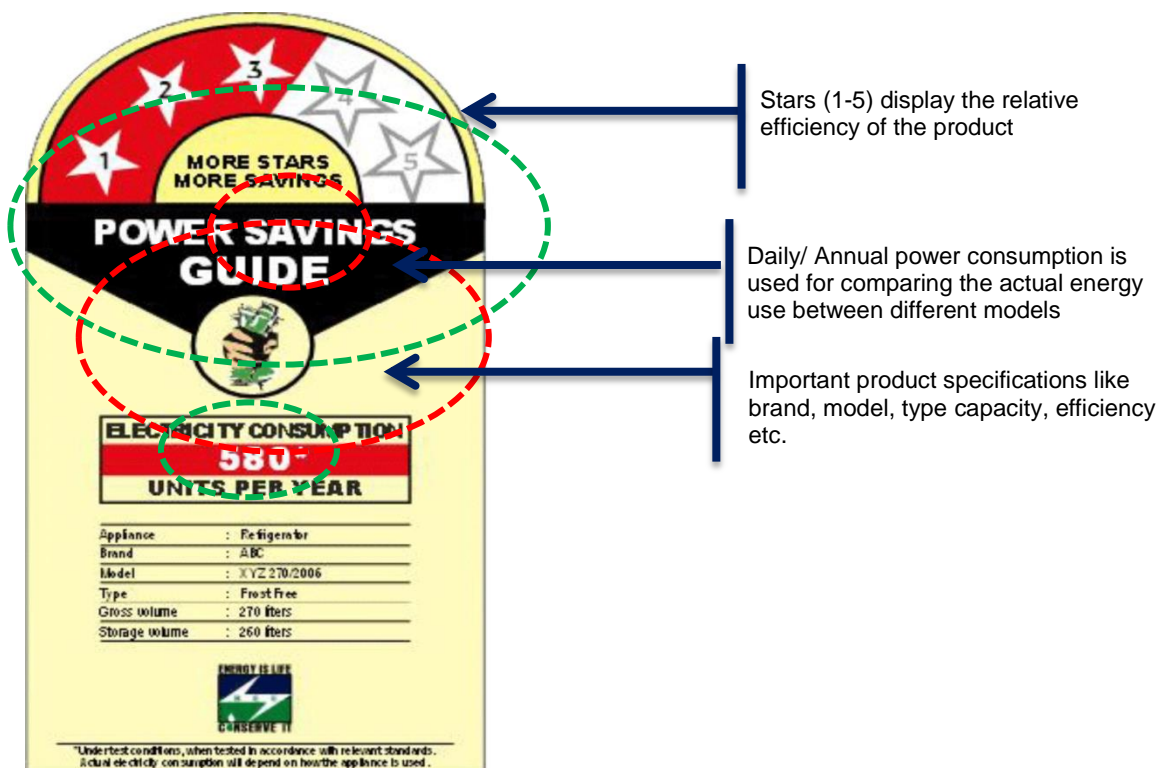 1
2
3
4
5
MORE STARS
MORE SAVINGS
POWER SAVINGS
GUIDE
ELECTRICITY CONSUMPTION
580*
UNITS PER YEAR
Appliance : Refrigerator
Brand : ABC
Model : XYZ 270/2006
Type : Frost Free
Gross volume : 270 liters
Storage volume : 260 liters
ENERGY IS LIFE
CONSERVE IT
*Under test conditions, when tested in accordance with relevant standards.
Actual electricity consumption will depend on how the appliance is used.
Stars (1-5) display the relative
efficiency of the product
Daily/ Annual power consumption is
used for comparing the actual energy
use between different models
Important product specifications like
brand, model, type capacity, efficiency
etc.